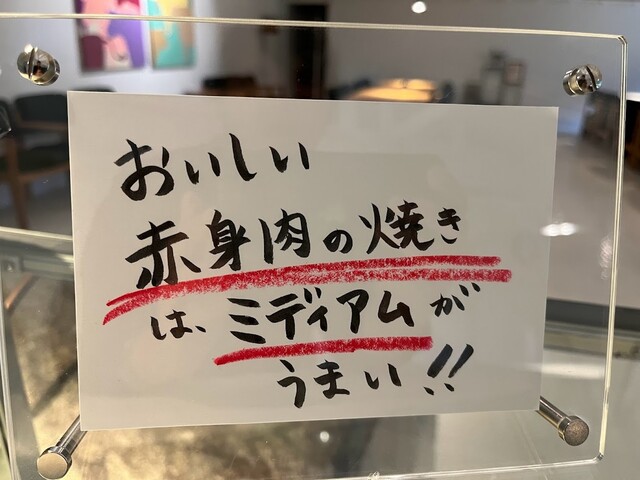 おいしい
赤身肉の焼き
は、ミディアムが
うまい!!